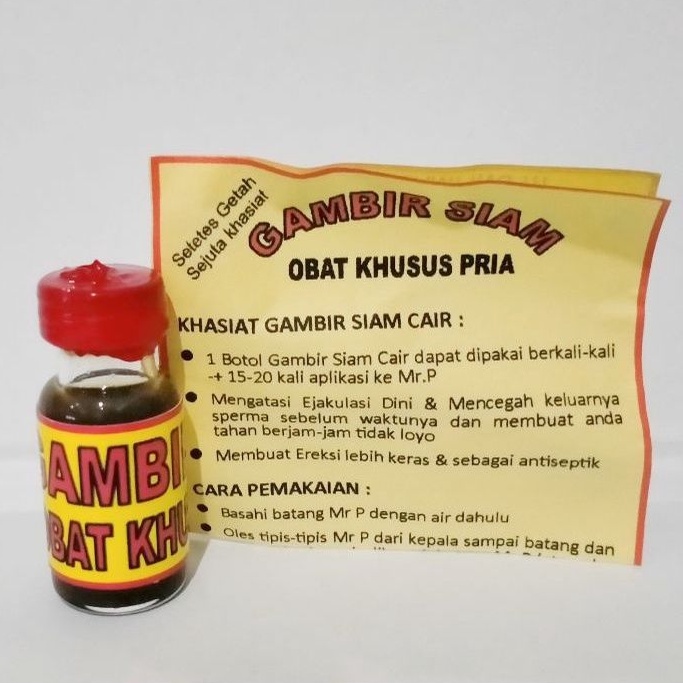 Setetes Getah
Sejuta khasiat
GAMBIR SIAM
OBAT KHUSUS PRIA
KHASIAT GAMBIR SIAM CAIR :
• 1 Botol Gambir Siam Cair dapat dipakai berkali-kali
-+ 15-20 kali aplikasi ke Mr.P
• Mengatasi Ejakulasi Dini & Mencegah keluarnya
sperma sebelum waktunya dan membuat anda
tahan berjam-jam tidak loyo
• Membuat Ereksi lebih keras & sebagai antiseptik
CARA PEMAKAIAN :
• Basahi batang Mr P dengan air dahulu
• Oles tipis-tipis Mr P dari kepala sampai batang dan
GAMBI
OBAT KHU